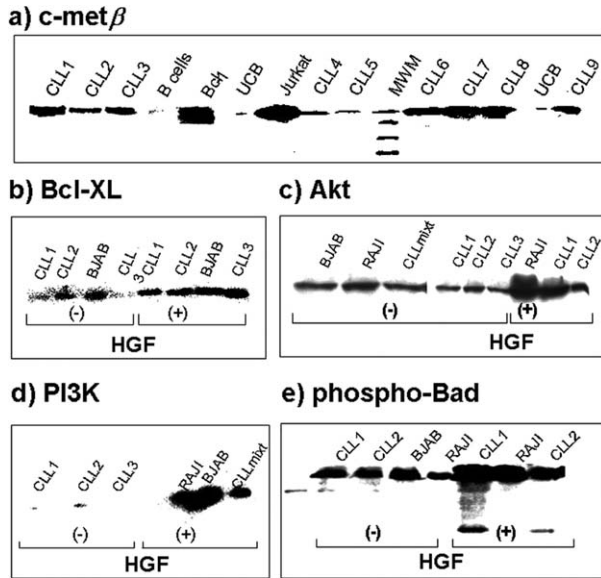 a) c-metβ
CLL1 CLL2 CLL3 B cells Bcl1 UCB Jurkat CLL4 CLL5 MWM CLL6 CLL7 CLL8 UCB CLL9
b) Bcl-XL
CLL1 CLL2 BJAB CLL3 CLL1 CLL2 BJAB CLL3
(-) (+)
HGF
c) Akt
BJAB RAJI CLLmixt CLL1 CLL2 CLL3 RAJI CLL1 CLL2
(-) (+)
HGF
d) PI3K
CLL1 CLL2 CLL3 RAJI BJAB CLLmixt
(-) (+)
HGF
e) phospho-Bad
CLL1 CLL2 BJAB RAJI CLL1 RAJI CLL2
(-) (+)
HGF